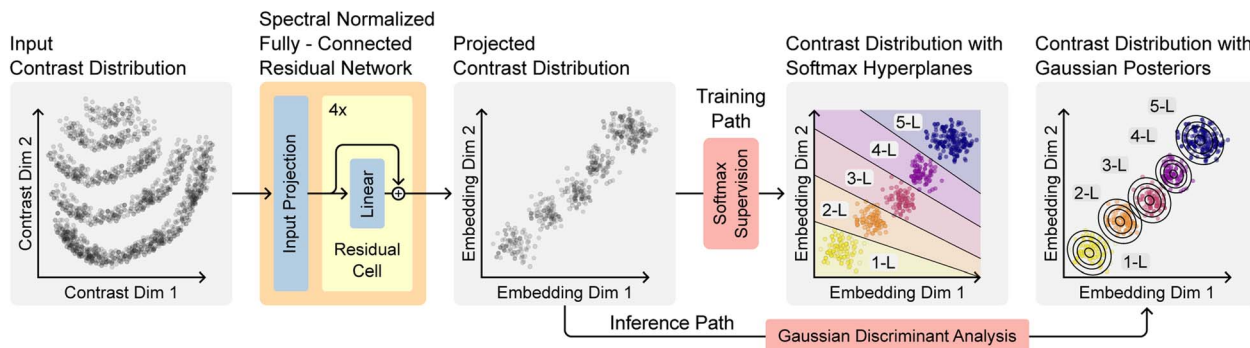 Input
Contrast Distribution
Contrast Dim 2
Contrast Dim 1
Spectral Normalized
Fully - Connected
Residual Network
Input Projection
4x
Linear
Residual
Cell
Projected
Contrast Distribution
Embedding Dim 2
Embedding Dim 1
Training
Path
Softmax
Supervision
Contrast Distribution with
Softmax Hyperplanes
Embedding Dim 2
5-L
4-L
3-L
2-L
1-L
Embedding Dim 1
Contrast Distribution with
Gaussian Posteriors
Embedding Dim 2
5-L
4-L
3-L
2-L
1-L
Embedding Dim 1
Inference Path
Gaussian Discriminant Analysis